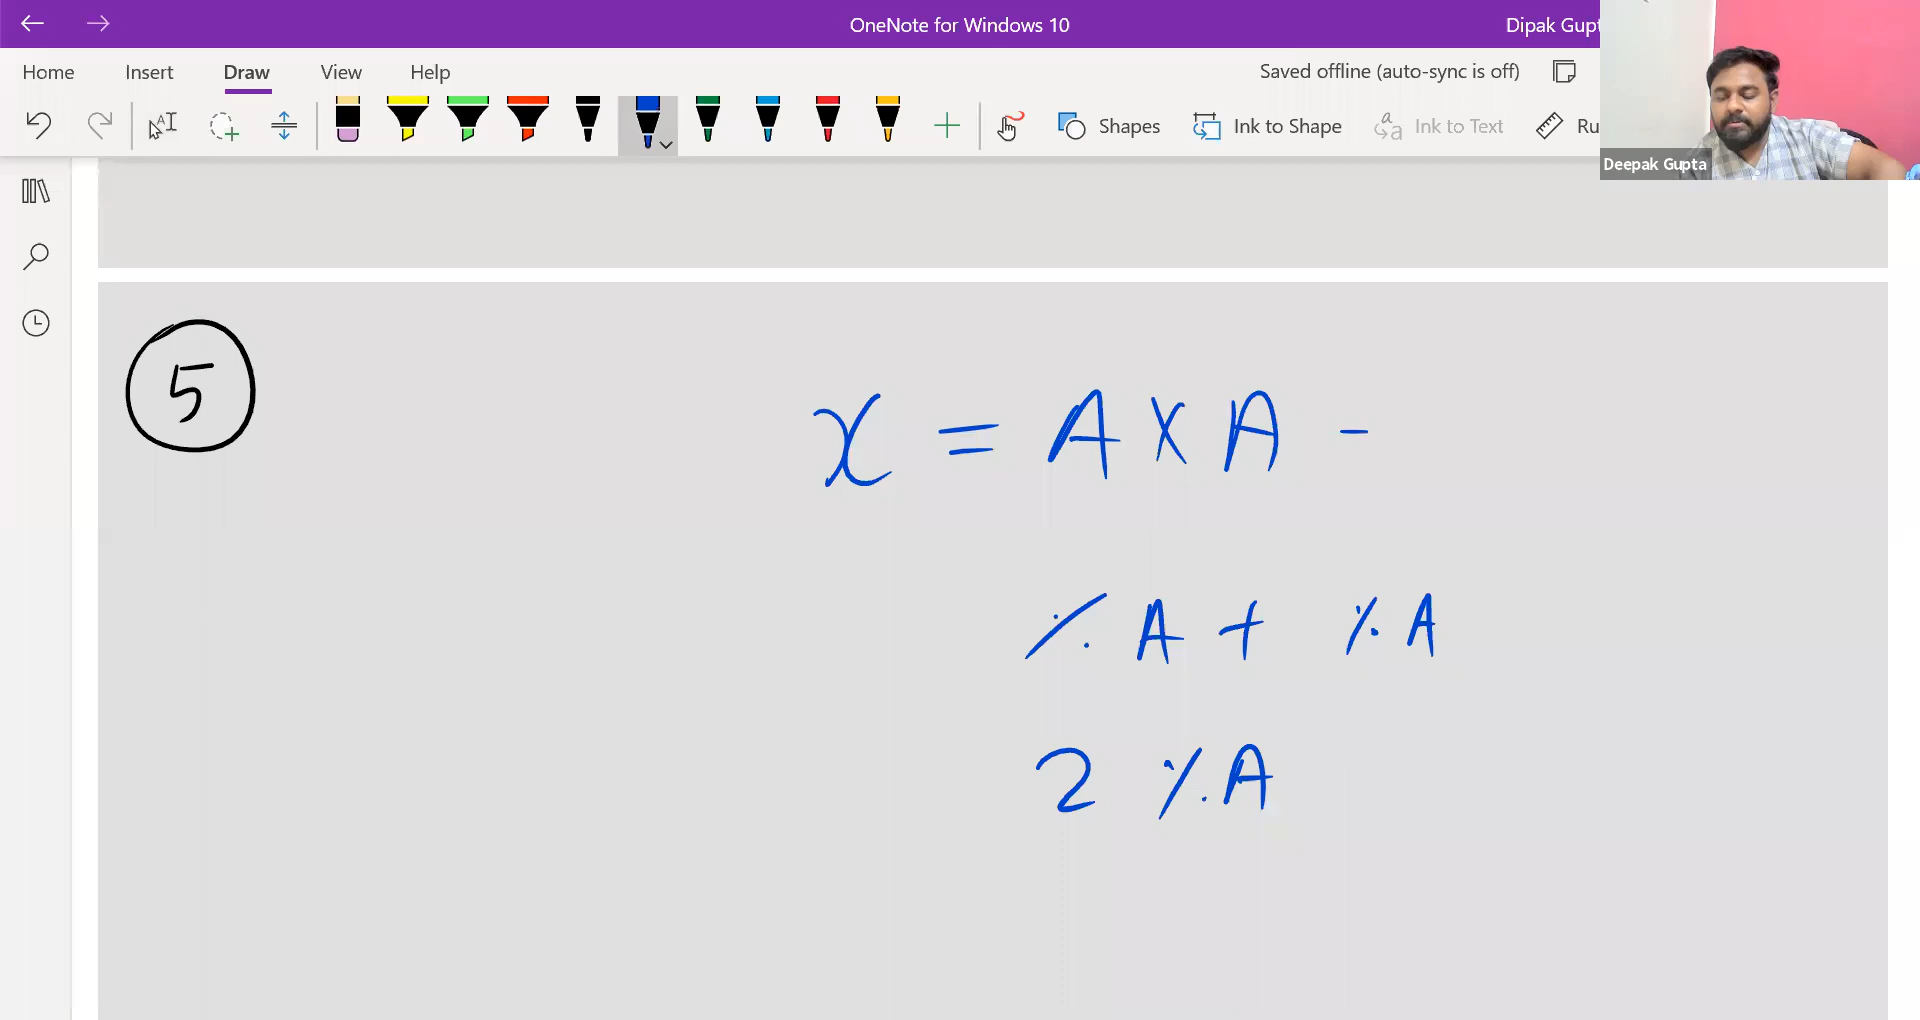 OneNote for Windows 10
Dipak Gupt
Home Insert Draw View Help
Saved offline (auto-sync is off)
Shapes Ink to Shape Ink to Text Ru
Deepak Gupta
5
x = A X A -
% A + % A
2 % A